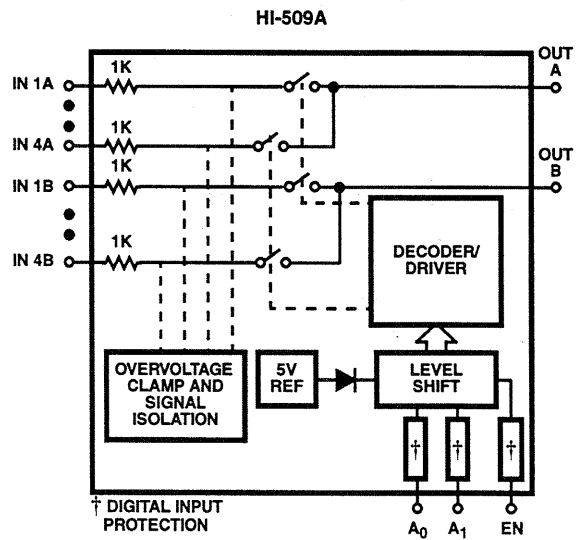 HI-509A
OUT
A
1K
IN 1A
1K
IN 4A
OUT
B
1K
IN 1B
1K
IN 4B
DECODER/
DRIVER
OVERVOLTAGE
CLAMP AND
SIGNAL
ISOLATION
5V
REF
LEVEL
SHIFT
† † †
† DIGITAL INPUT
PROTECTION
A0 A1 EN